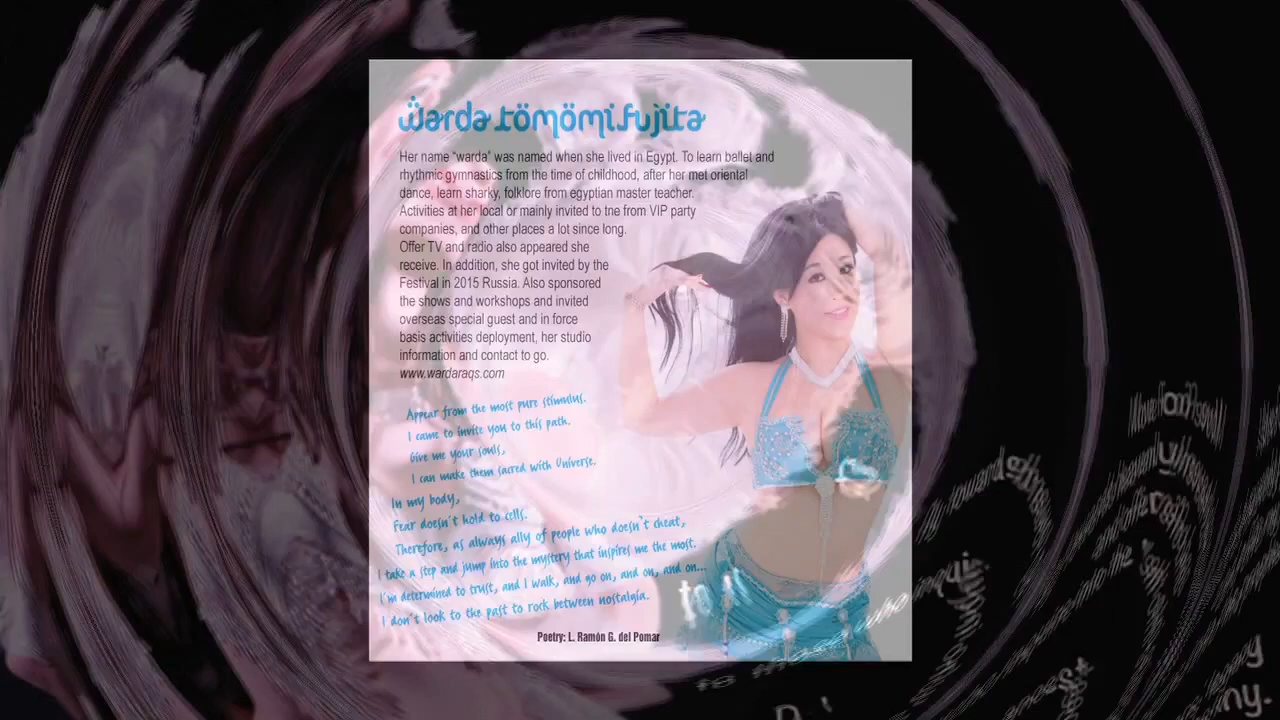 Ẅarda tömömi fujita
Her name "warda" was named when she lived in Egypt. To learn ballet and
rhythmic gymnastics from the time of childhood, after her met oriental
dance, learn sharky, folklore from egyptian master teacher.
Activities at her local or mainly invited to tne from VIP party
companies, and other places a lot since long.
Offer TV and radio also appeared she
receive. In addition, she got invited by the
Festival in 2015 Russia. Also sponsored
the shows and workshops and invited
overseas special guest and in force
basis activities deployment, her studio
information and contact to go.
www.wardaraqs.com
Appear from the most pure stimulus.
I came to invite you to this path.
Give me your souls,
I can make them sacred with Universe.
In my body,
Fear doesn't hold to cells.
Therefore, as always ally of people who doesn't cheat,
I take a step and jump into the mystery that inspires me the most.
I'm determined to trust, and I walk, and go on, and on, and on...
I don't look to the past to rock between nostalgia.
to
to those who
Poetry: L. Ramón G. del Pomar
y
ny.